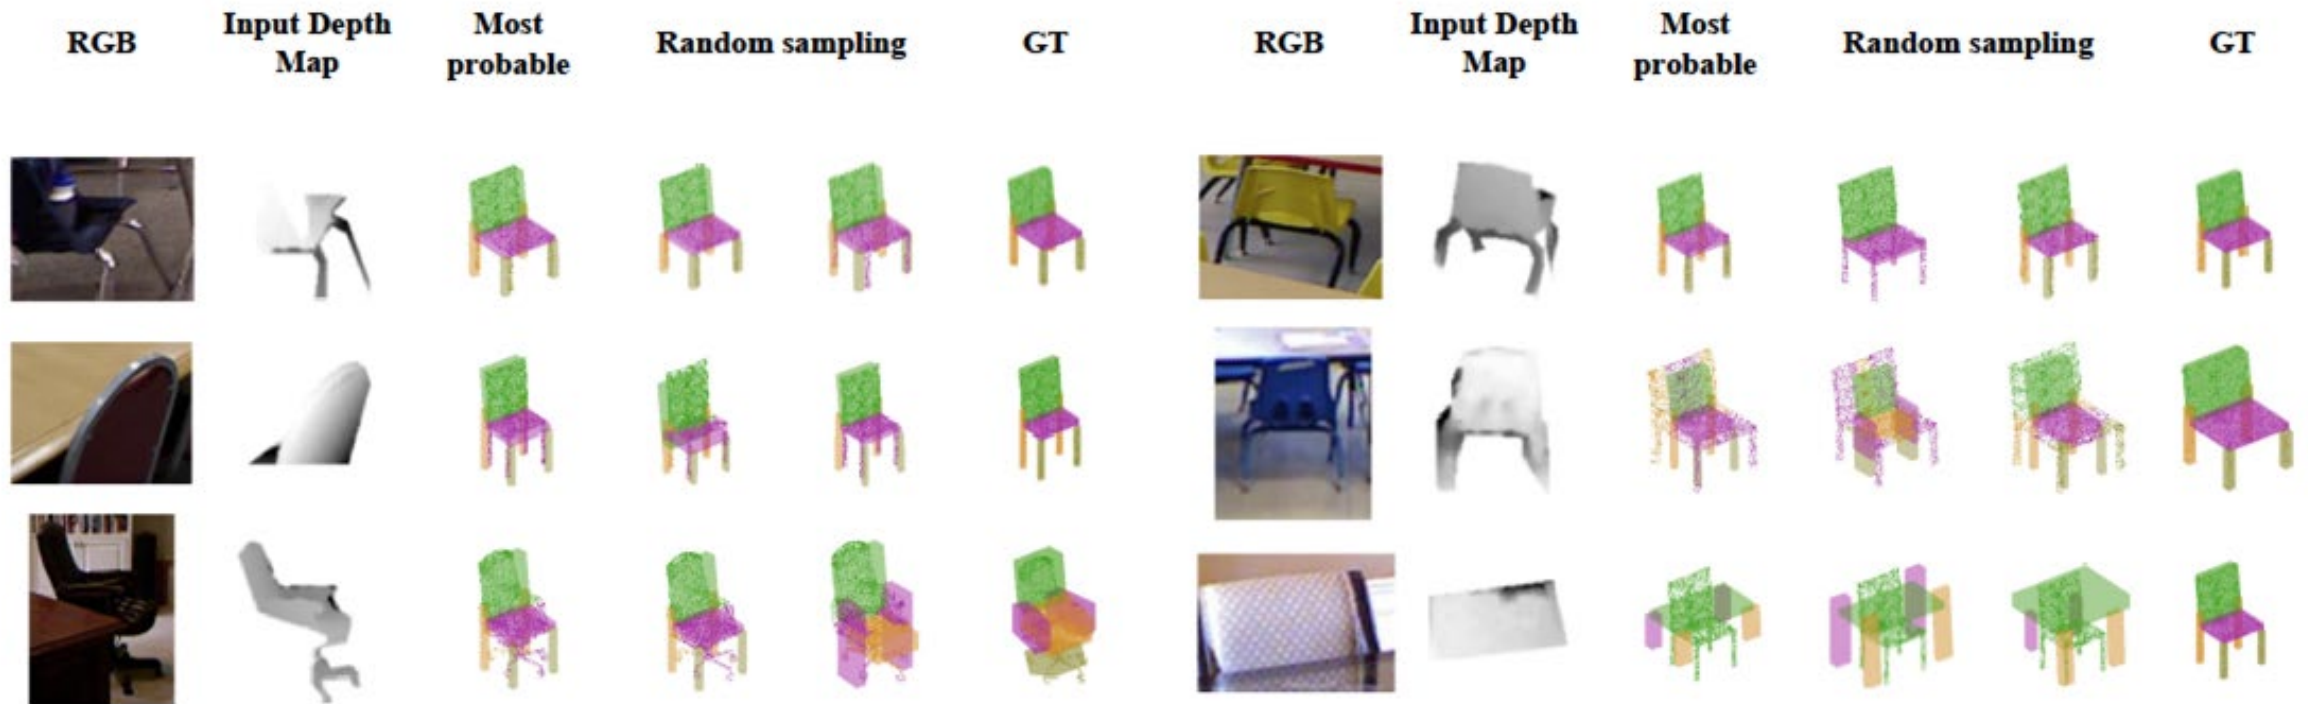 RGB
Input Depth
Map
Most
probable
Random sampling
GT
RGB
Input Depth
Map
Most
probable
Random sampling
GT